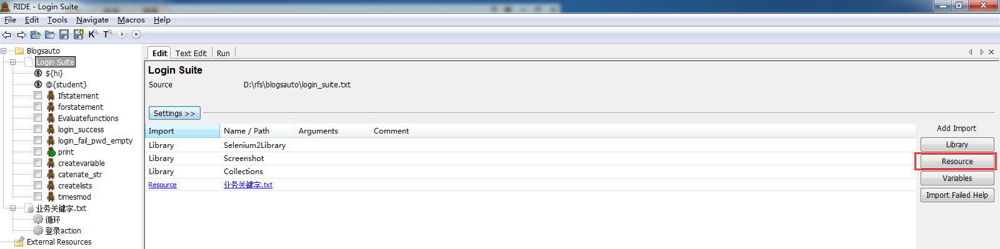 RIDE - Login Suite
File Edit Tools Navigate Macros Help
K T
Blogsauto
Login Suite
${hi}
@{student}
Ifstatement
forstatement
Evaluatefunctions
login_success
login_fail_pwd_empty
print
createvariable
catenate_str
createlists
timesmod
业务关键字.txt
循环
登录action
External Resources
Edit Text Edit Run
Login Suite
Source D:\rfs\blogsauto\login_suite.txt
Settings >>
Import Name / Path Arguments Comment
Library Selenium2Library
Library Screenshot
Library Collections
Resource 业务关键字.txt
Add Import
Library
Resource
Variables
Import Failed Help